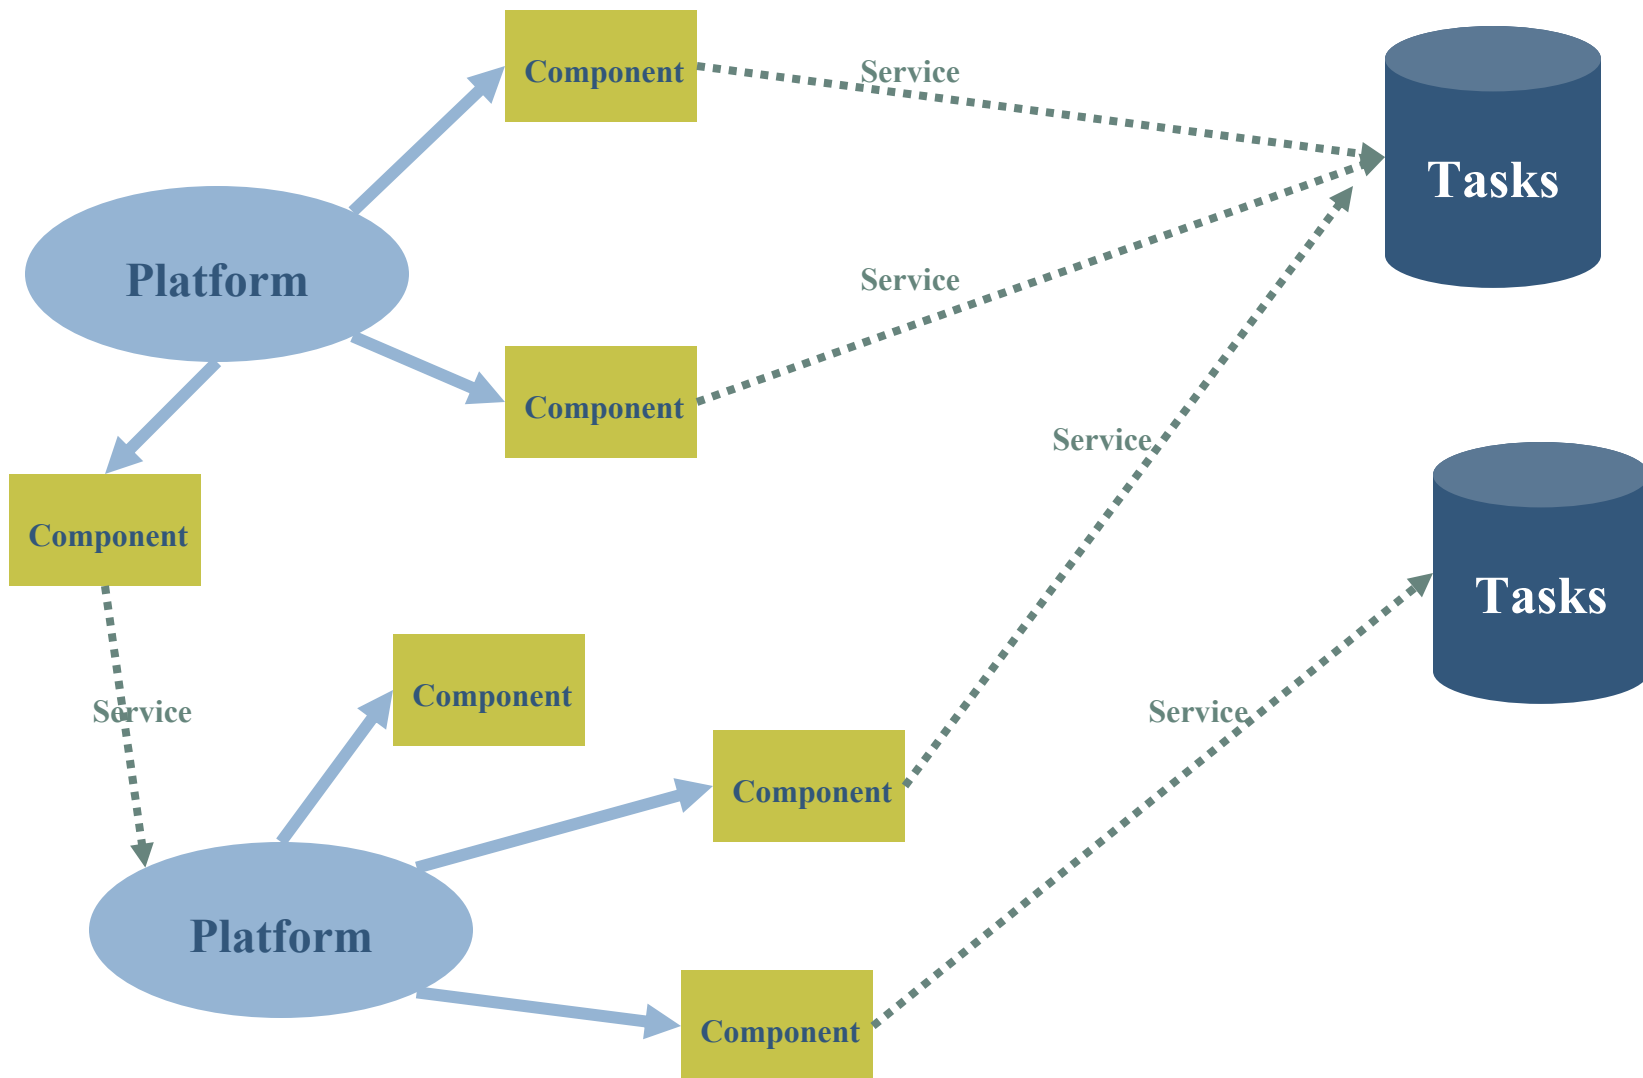 Component
Service
Tasks
Platform
Service
Component
Service
Component
Tasks
Component
Service
Service
Component
Platform
Component